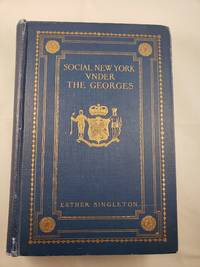 SOCIAL NEW YORK
VNDER
THE GEORGES
ESTHER SINGLETON